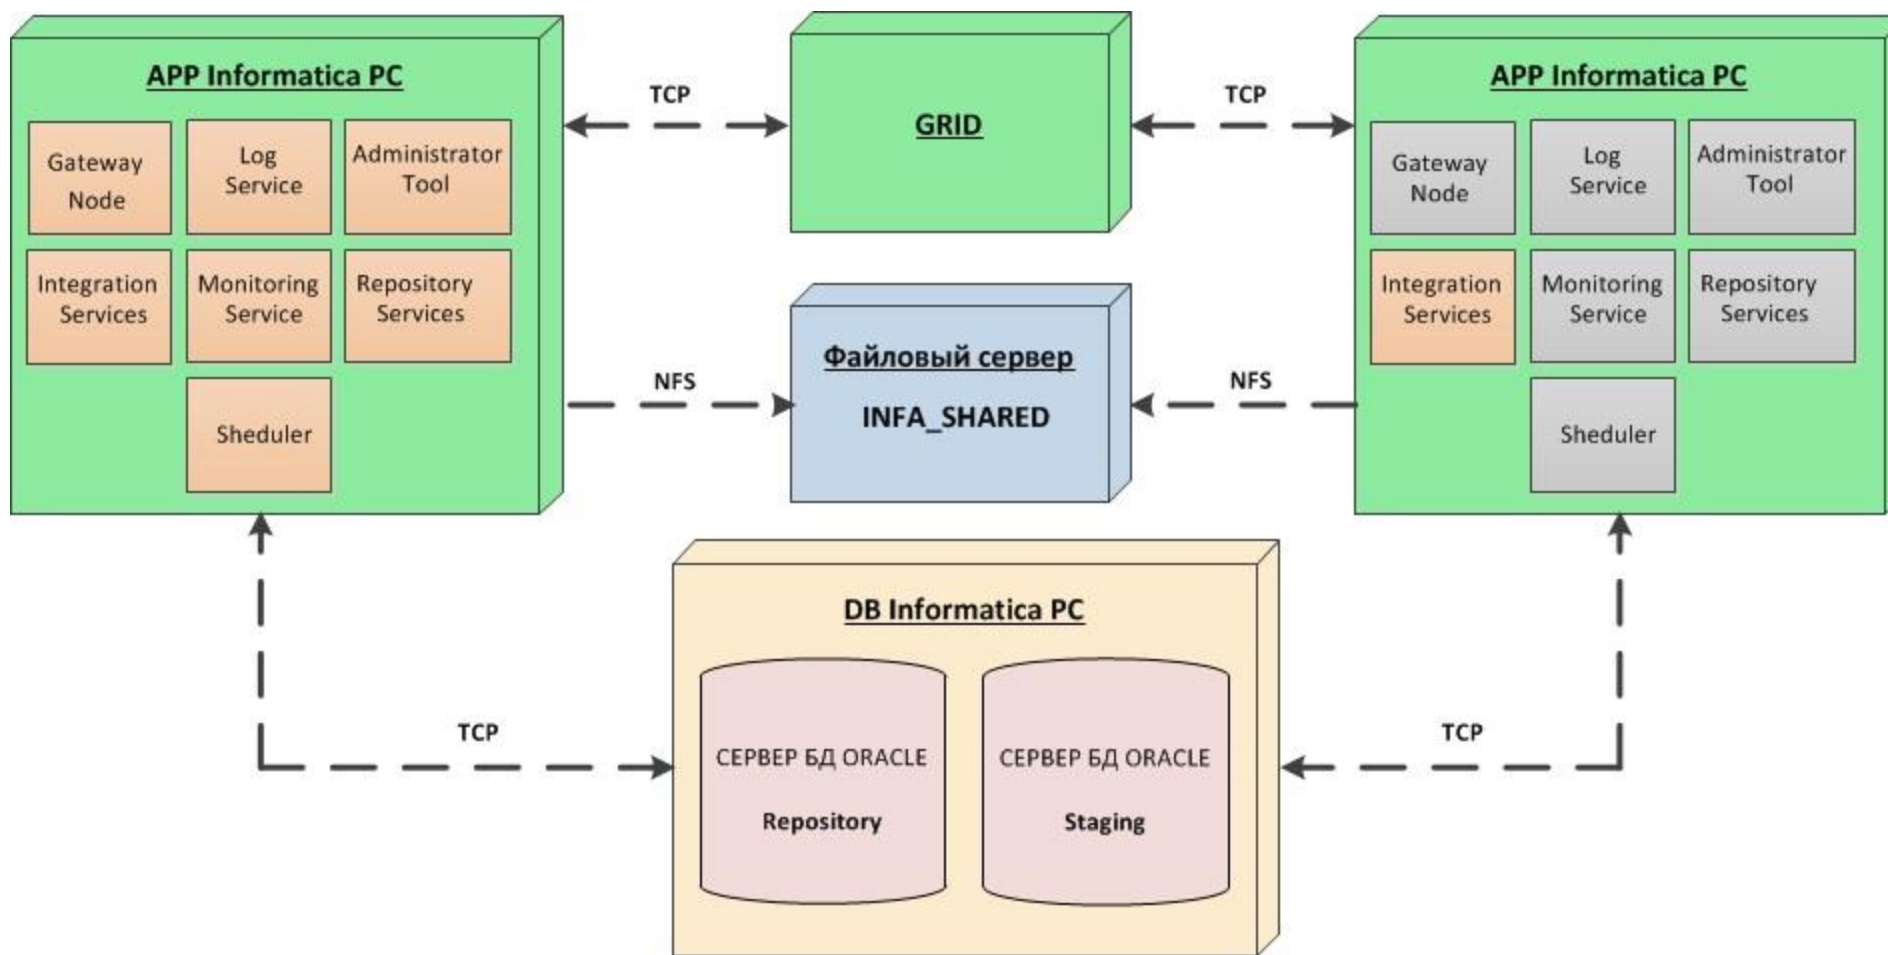 APP Informatica PC
Gateway
Node
Log
Service
Administrator
Tool
Integration
Services
Monitoring
Service
Repository
Services
Sheduler
TCP
GRID
TCP
NFS
Файловый сервер
INFA_SHARED
NFS
APP Informatica PC
Gateway
Node
Log
Service
Administrator
Tool
Integration
Services
Monitoring
Service
Repository
Services
Sheduler
TCP
DB Informatica PC
СЕРВЕР БД ORACLE
Repository
СЕРВЕР БД ORACLE
Staging
TCP